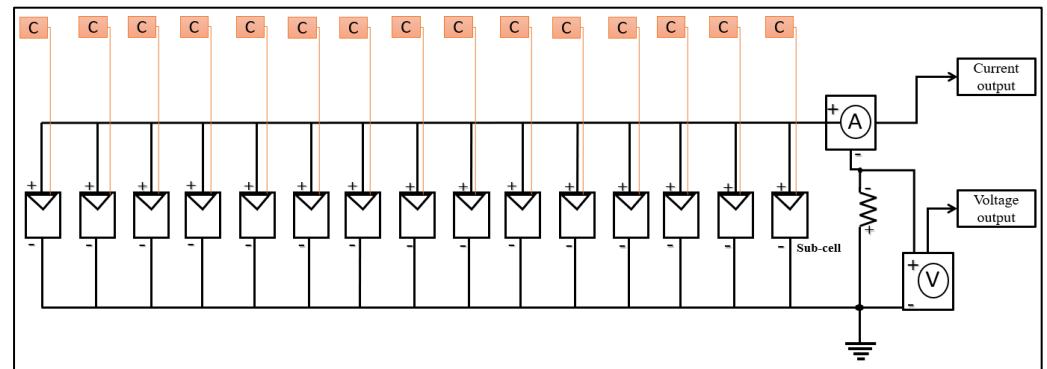 C C C C C C C C C C C C C C C
Current
output
+ A
-
+ + + + + + + + + + + + + + +
-
Voltage
output
+
- - - - - - - - - - - - - - -
Sub-cell
+ V
-